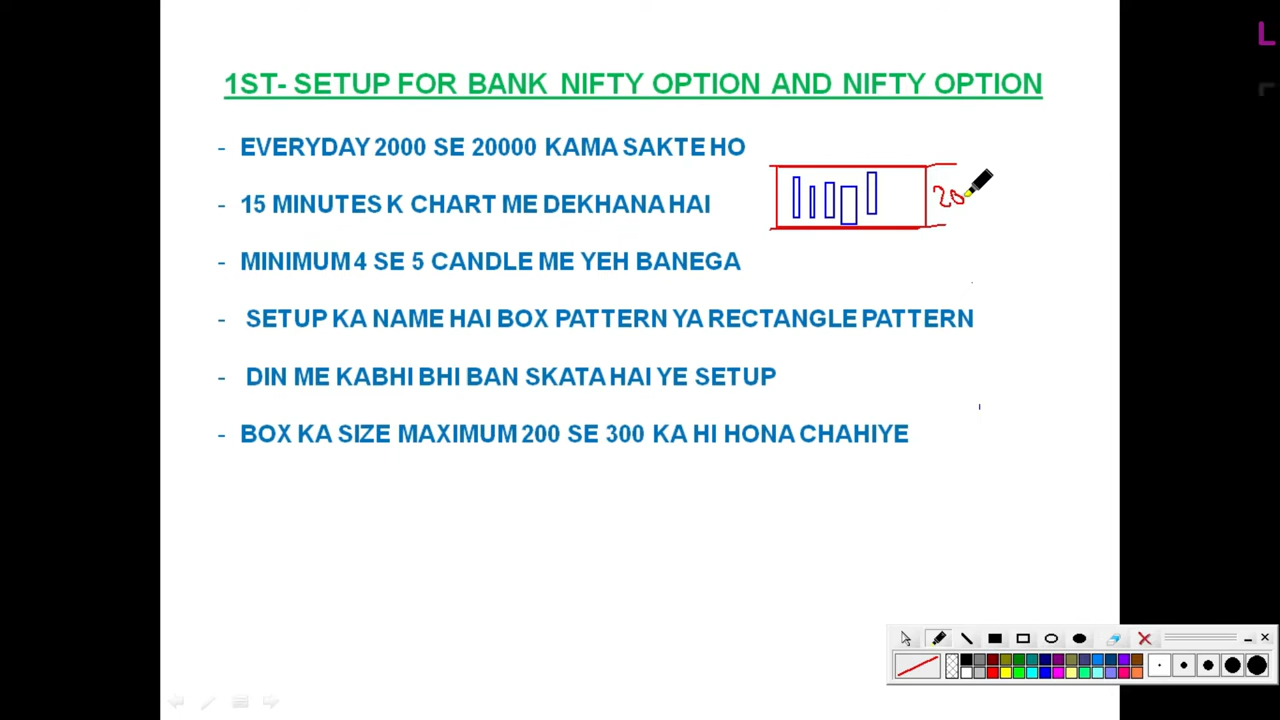 1ST- SETUP FOR BANK NIFTY OPTION AND NIFTY OPTION
- EVERYDAY 2000 SE 20000 KAMA SAKTE HO
- 15 MINUTES K CHART ME DEKHANA HAI
20
- MINIMUM 4 SE 5 CANDLE ME YEH BANEGA
- SETUP KA NAME HAI BOX PATTERN YA RECTANGLE PATTERN
- DIN ME KABHI BHI BAN SKATA HAI YE SETUP
- BOX KA SIZE MAXIMUM 200 SE 300 KA HI HONA CHAHIYE
L